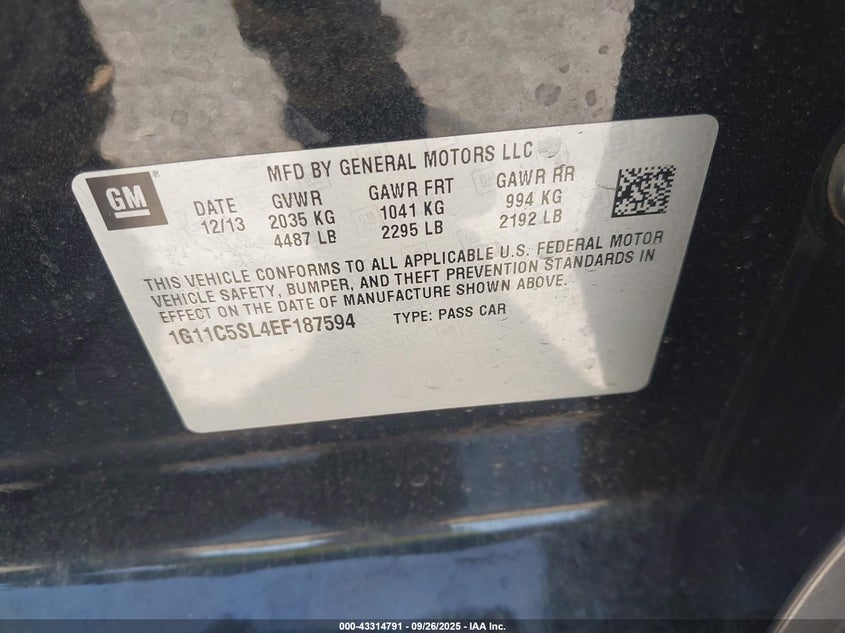 MFD BY GENERAL MOTORS LLC
GM
DATE GVWR GAWR FRT GAWR RR
12/13 2035 KG 1041 KG 994 KG
4487 LB 2295 LB 2192 LB
THIS VEHICLE CONFORMS TO ALL APPLICABLE U.S. FEDERAL MOTOR
VEHICLE SAFETY, BUMPER, AND THEFT PREVENTION STANDARDS IN
EFFECT ON THE DATE OF MANUFACTURE SHOWN ABOVE.
1G11C5SL4EF187594 TYPE: PASS CAR
000-43314791 - 09/26/2025 - IAA Inc.